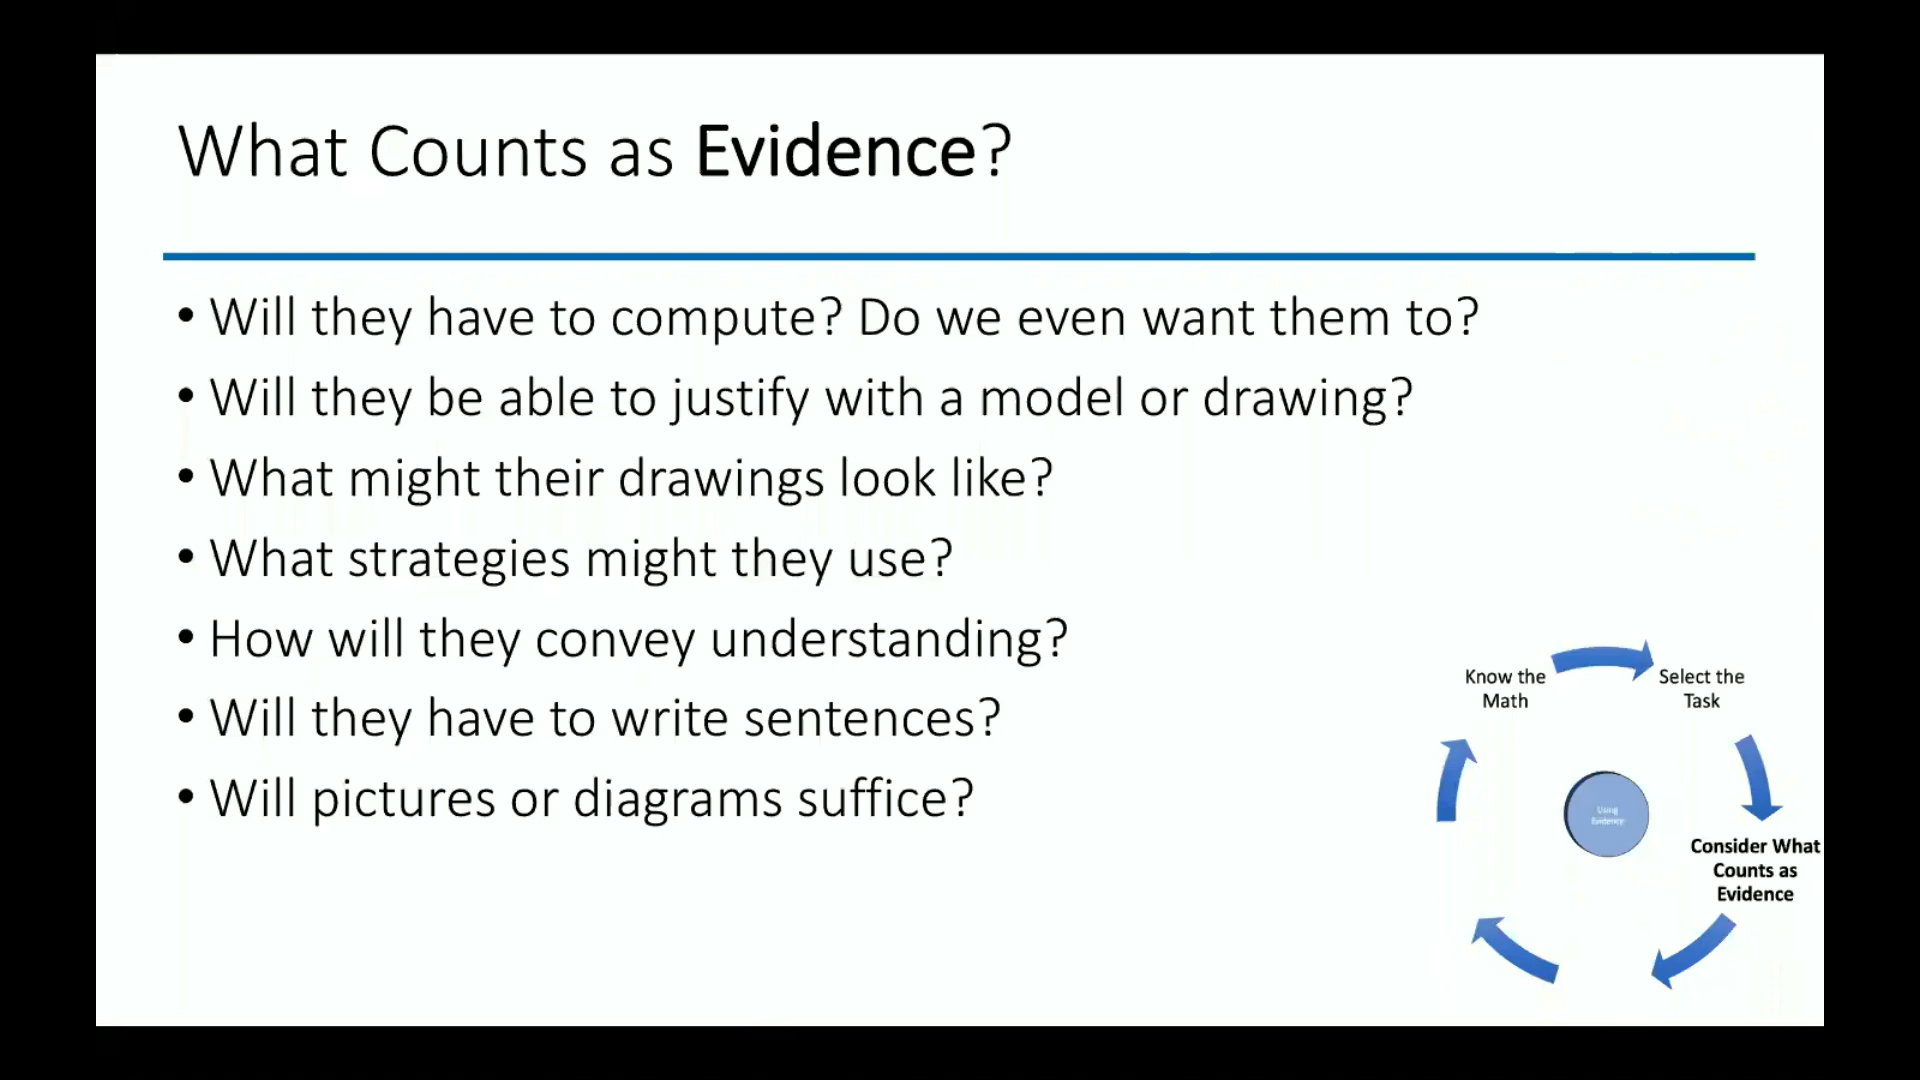 What Counts as Evidence?
• Will they have to compute? Do we even want them to?
• Will they be able to justify with a model or drawing?
• What might their drawings look like?
• What strategies might they use?
• How will they convey understanding?
• Will they have to write sentences?
• Will pictures or diagrams suffice?
Know the
Math
Select the
Task
Using
Evidence
Consider What
Counts as
Evidence